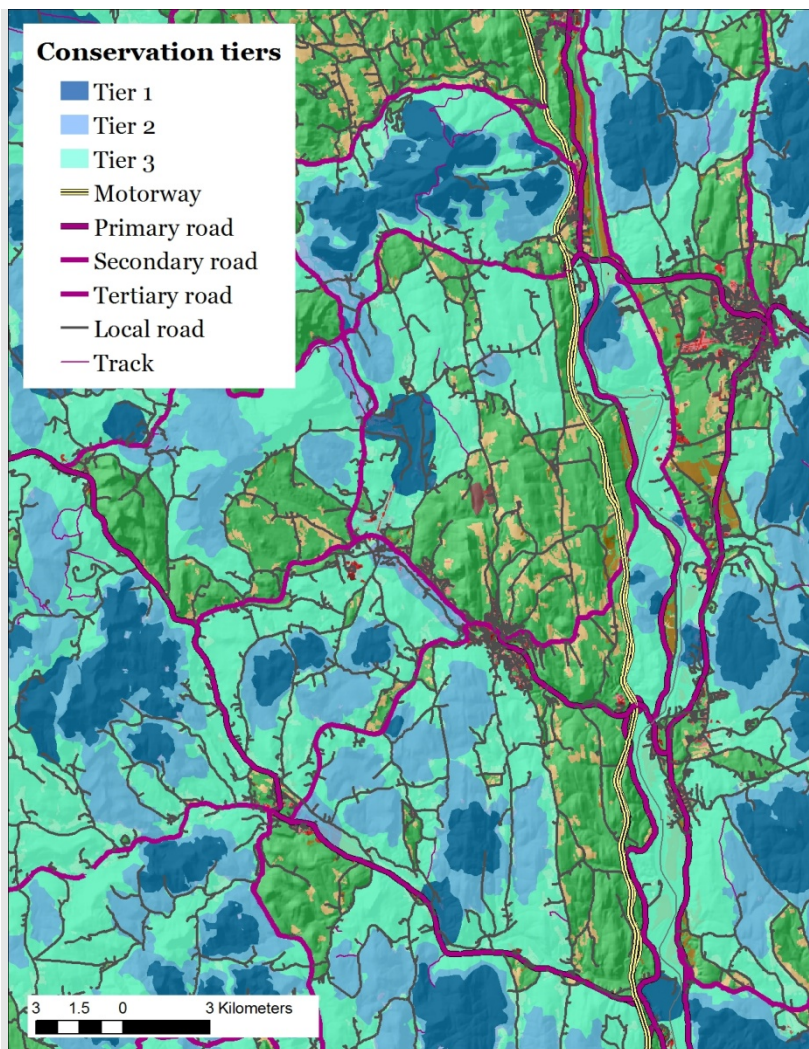 Conservation tiers
Tier 1
Tier 2
Tier 3
Motorway
Primary road
Secondary road
Tertiary road
Local road
Track
3 1.5 0 3 Kilometers